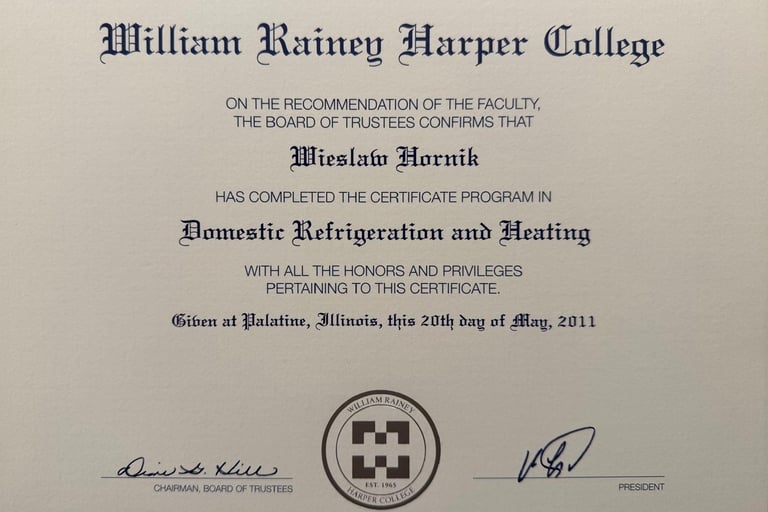 William Rainey Harper College
ON THE RECOMMENDATION OF THE FACULTY,
THE BOARD OF TRUSTEES CONFIRMS THAT
Wieslaw Hornik
HAS COMPLETED THE CERTIFICATE PROGRAM IN
Domestic Refrigeration and Heating
WITH ALL THE HONORS AND PRIVILEGES
PERTAINING TO THIS CERTIFICATE.
Given at Palatine, Illinois, this 20th day of May, 2011
WILLIAM RAINEY
EST. 1965
HARPER COLLEGE
Hill
CHAIRMAN, BOARD OF TRUSTEES
PRESIDENT